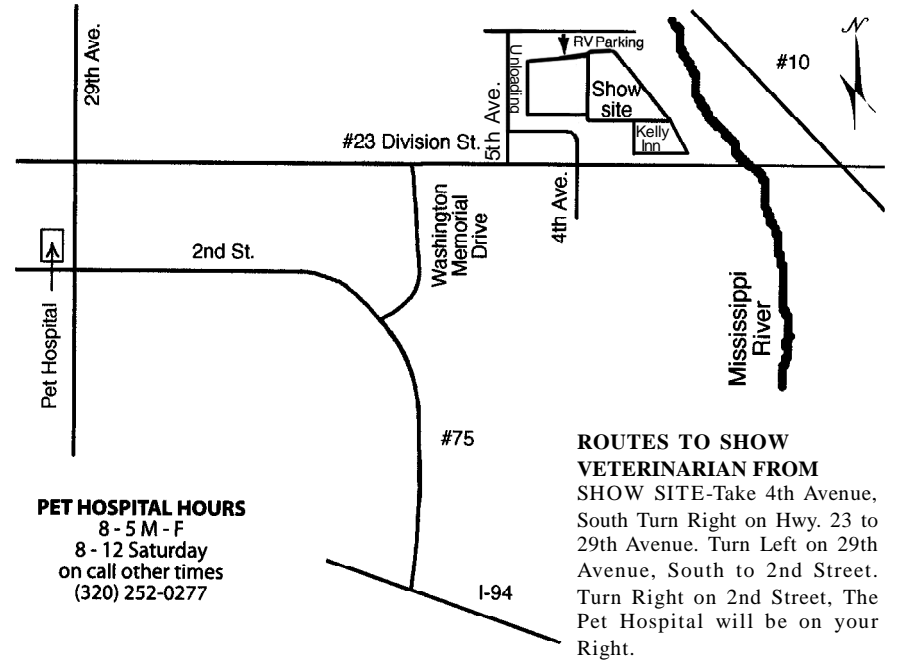 29th Ave.
N
RV Parking
Unloading
#10
Show
site
5th Ave.
Kelly
Inn
#23 Division St.
4th Ave.
Washington
Memorial
Drive
2nd St.
Pet Hospital
Mississippi
River
#75
ROUTES TO SHOW
VETERINARIAN FROM
SHOW SITE-Take 4th Avenue,
South Turn Right on Hwy. 23 to
29th Avenue. Turn Left on 29th
Avenue, South to 2nd Street.
Turn Right on 2nd Street, The
Pet Hospital will be on your
Right.
PET HOSPITAL HOURS
8 - 5 M - F
8 - 12 Saturday
on call other times
(320) 252-0277
I-94